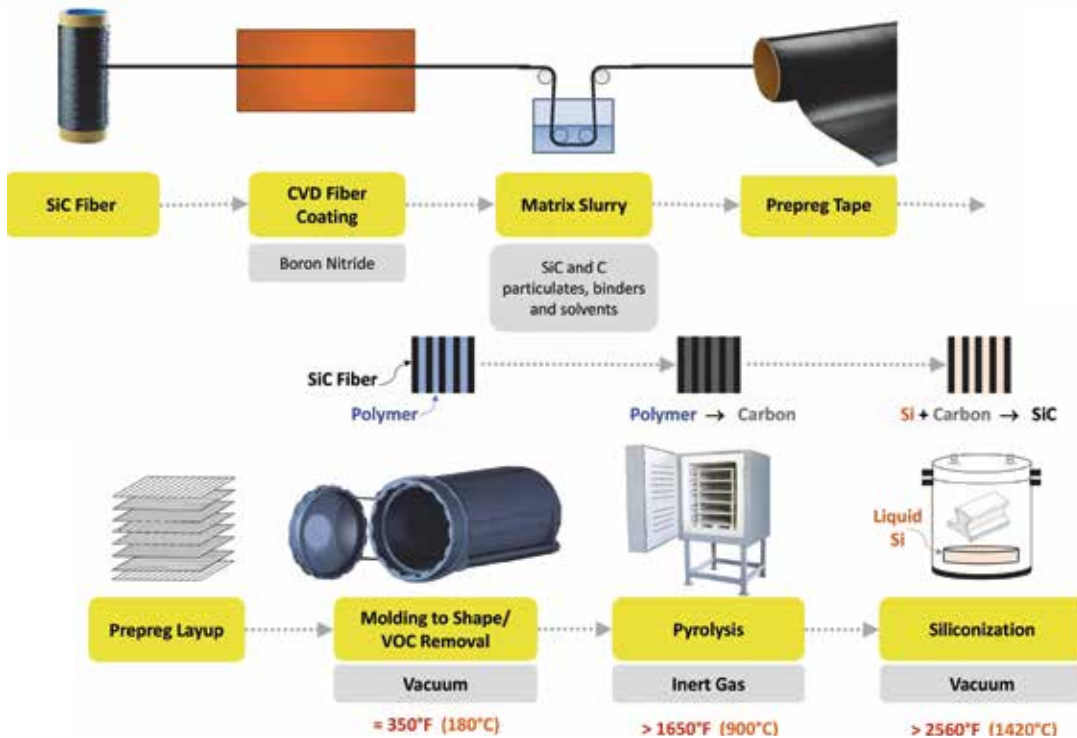 SiC Fiber
CVD Fiber
Coating
Matrix Slurry
Prepreg Tape
Boron Nitride
SiC and C
particulates, binders
and solvents
SiC Fiber
Polymer
Polymer → Carbon
Si + Carbon → SiC
Liquid
Si
Prepreg Layup
Molding to Shape/
VOC Removal
Pyrolysis
Siliconization
Vacuum
Inert Gas
Vacuum
= 350°F (180°C)
> 1650°F (900°C)
> 2560°F (1420°C)